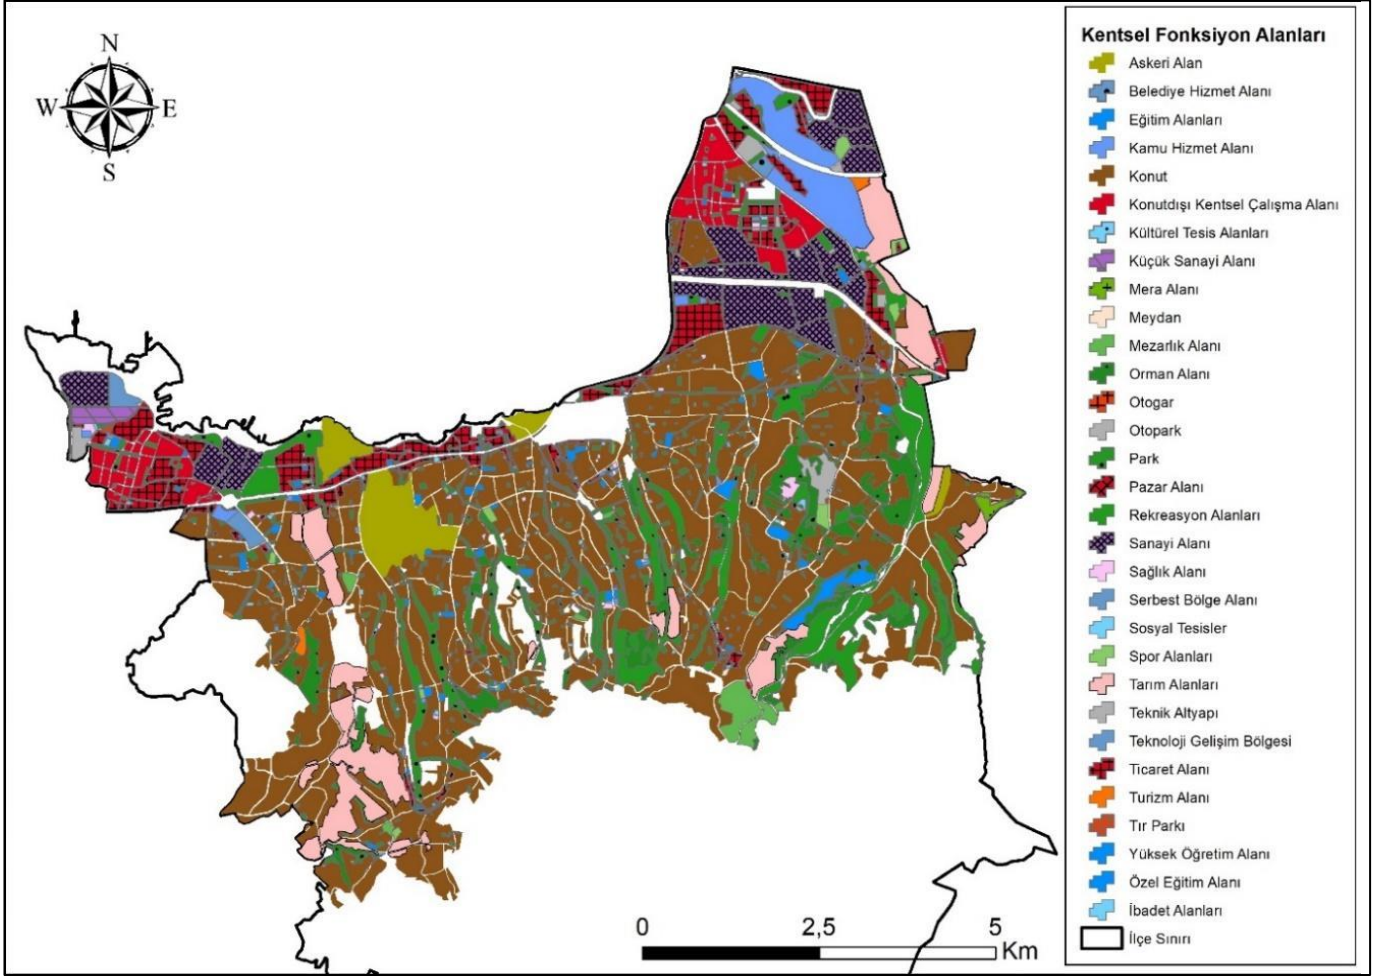 N
W E
S
Kentsel Fonksiyon Alanları
Askeri Alan
Belediye Hizmet Alanı
Eğitim Alanları
Kamu Hizmet Alanı
Konut
Konutdışı Kentsel Çalışma Alanı
Kültürel Tesis Alanları
Küçük Sanayi Alanı
Mera Alanı
Meydan
Mezarlık Alanı
Orman Alanı
Otogar
Otopark
Park
Pazar Alanı
Rekreasyon Alanları
Sanayi Alanı
Sağlık Alanı
Serbest Bölge Alanı
Sosyal Tesisler
Spor Alanları
Tarım Alanları
Teknik Altyapı
Teknoloji Gelişim Bölgesi
Ticaret Alanı
Turizm Alanı
Tır Parkı
Yüksek Öğretim Alanı
Özel Eğitim Alanı
İbadet Alanları
İlçe Sınırı
0 2,5 5
Km